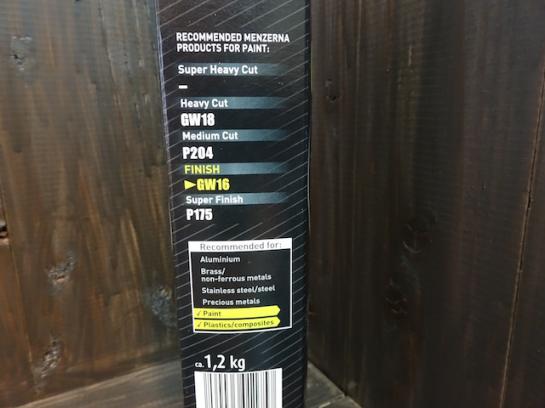 RECOMMENDED MENZERNA
PRODUCTS FOR PAINT:
Super Heavy Cut
–
Heavy Cut
GW18
Medium Cut
P204
FINISH
►GW16
Super Finish
P175
Recommended for:
Aluminium
Brass/
non-ferrous metals
Stainless steel/steel
Precious metals
✓ Paint
✓ Plastics/composites
ca. 1,2 kg